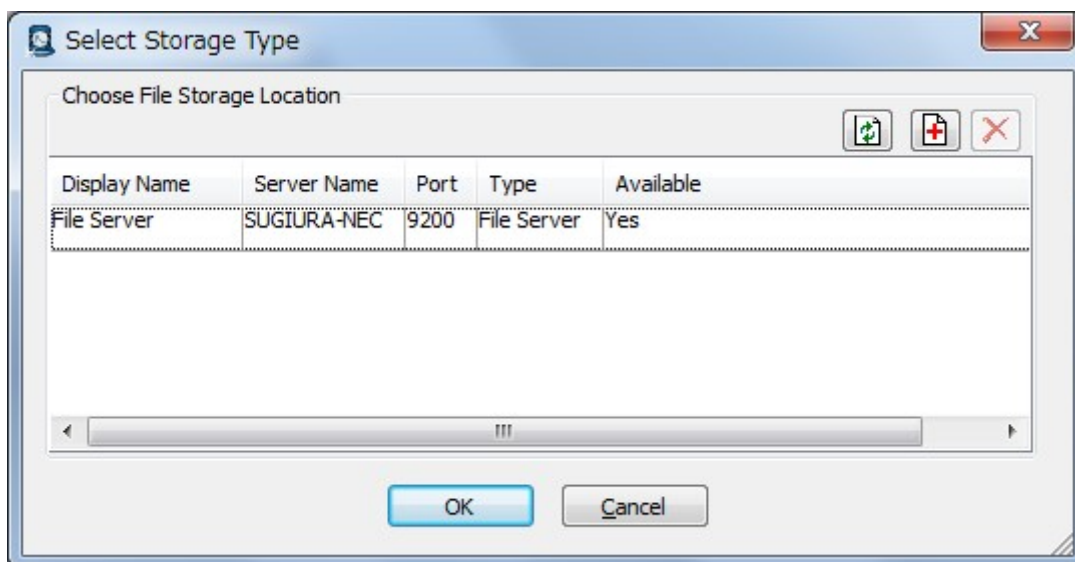 Select Storage Type
Choose File Storage Location
Display Name Server Name Port Type Available
File Server SUGIURA-NEC 9200 File Server Yes
OK Cancel